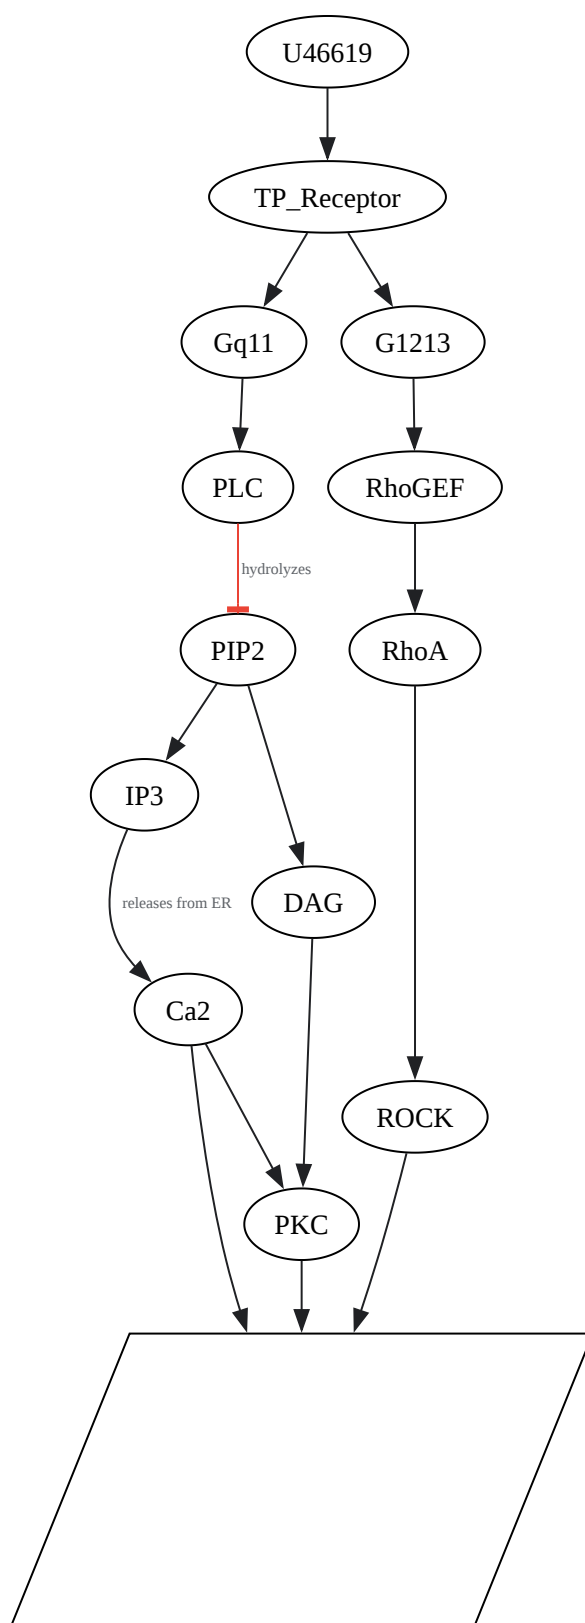 U46619
TP_Receptor
Gq11
G1213
PLC
RhoGEF
hydrolyzes
PIP2
RhoA
IP3
DAG
releases from ER
Ca2
ROCK
PKC